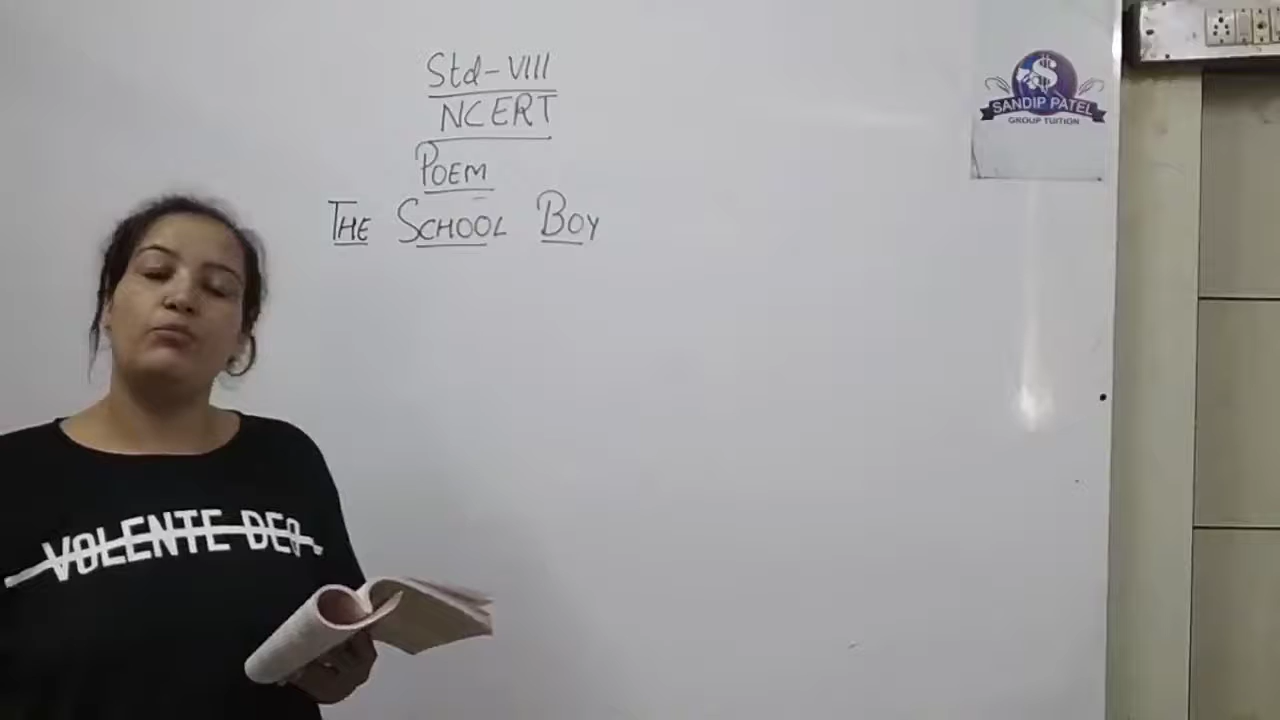 Std-VIII
NCERT
POEM
THE SCHOOL BOY
$
SANDIP PATEL
GROUP TUITION
VOLENTE DEO